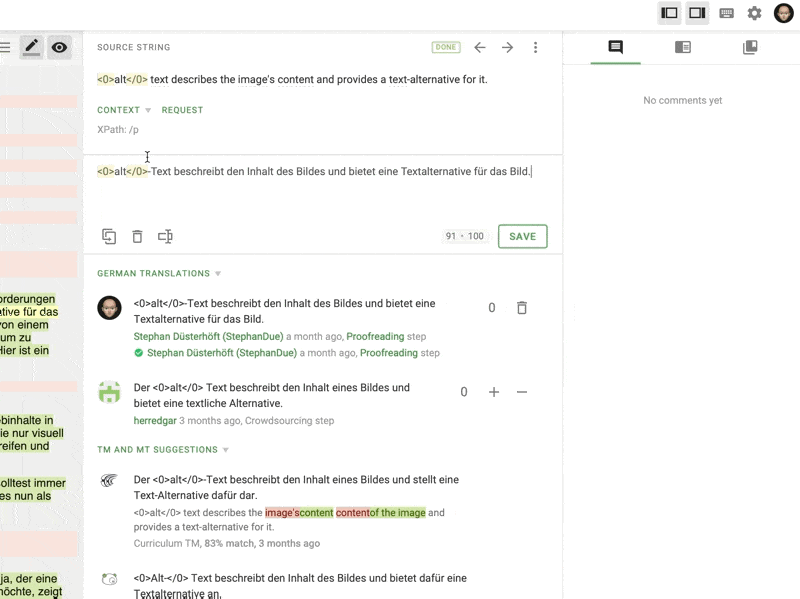 SOURCE STRING
DONE
<0>alt</0> text describes the image's content and provides a text-alternative for it.
CONTEXT
REQUEST
XPath: /p
<0>alt</0>-Text beschreibt den Inhalt des Bildes und bietet eine Textalternative für das Bild.
91 • 100
SAVE
GERMAN TRANSLATIONS
<0>alt</0>-Text beschreibt den Inhalt des Bildes und bietet eine
Textalternative für das Bild.
0
Stephan Düsterhöft (StephanDue) a month ago, Proofreading step
Stephan Düsterhöft (StephanDue) a month ago, Proofreading step
Der <0>alt</0> Text beschreibt den Inhalt eines Bildes und
bietet eine textliche Alternative.
0
herredgar 3 months ago, Crowdsourcing step
TM AND MT SUGGESTIONS
Der <0>alt</0>-Text beschreibt den Inhalt eines Bildes und stellt eine
Text-Alternative dafür dar.
<0>alt</0> text describes the image'scontent contentof the image and
provides a text-alternative for it.
Curriculum TM, 83% match, 3 months ago
<0>Alt-</0> Text beschreibt den Inhalt des Bildes und bietet dafür eine
Textalternative an.
No comments yet
orderungen
ative für das
von einem
um zu
Hier ist ein
ebinhalte in
ie nur visuell
reifen und
solltest immer
es nun als
ja, der eine
möchte, zeigt